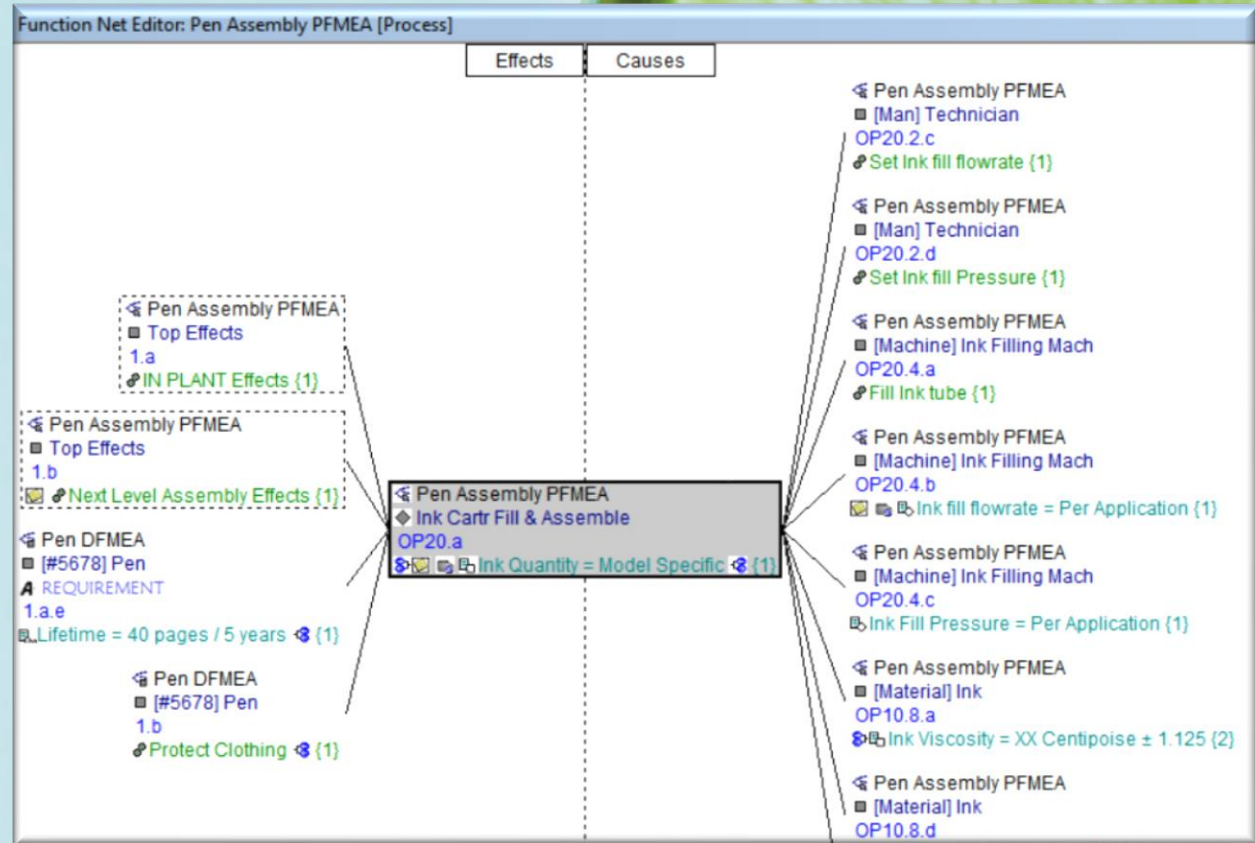 Function Net Editor: Pen Assembly PFMEA [Process]
Effects
Causes
Pen Assembly PFMEA
Top Effects
1.a
IN PLANT Effects {1}
Pen Assembly PFMEA
Top Effects
1.b
Next Level Assembly Effects {1}
Pen DFMEA
[#5678] Pen
A REQUIREMENT
1.a.e
Lifetime = 40 pages / 5 years {1}
Pen DFMEA
[#5678] Pen
1.b
Protect Clothing {1}
Pen Assembly PFMEA
Ink Cartr Fill & Assemble
OP20.a
Ink Quantity = Model Specific {1}
Pen Assembly PFMEA
[Man] Technician
OP20.2.c
Set Ink fill flowrate {1}
Pen Assembly PFMEA
[Man] Technician
OP20.2.d
Set Ink fill Pressure {1}
Pen Assembly PFMEA
[Machine] Ink Filling Mach
OP20.4.a
Fill Ink tube {1}
Pen Assembly PFMEA
[Machine] Ink Filling Mach
OP20.4.b
Ink fill flowrate = Per Application {1}
Pen Assembly PFMEA
[Machine] Ink Filling Mach
OP20.4.c
Ink Fill Pressure = Per Application {1}
Pen Assembly PFMEA
[Material] Ink
OP10.8.a
Ink Viscosity = XX Centipoise ± 1.125 {2}
Pen Assembly PFMEA
[Material] Ink
OP10.8.d